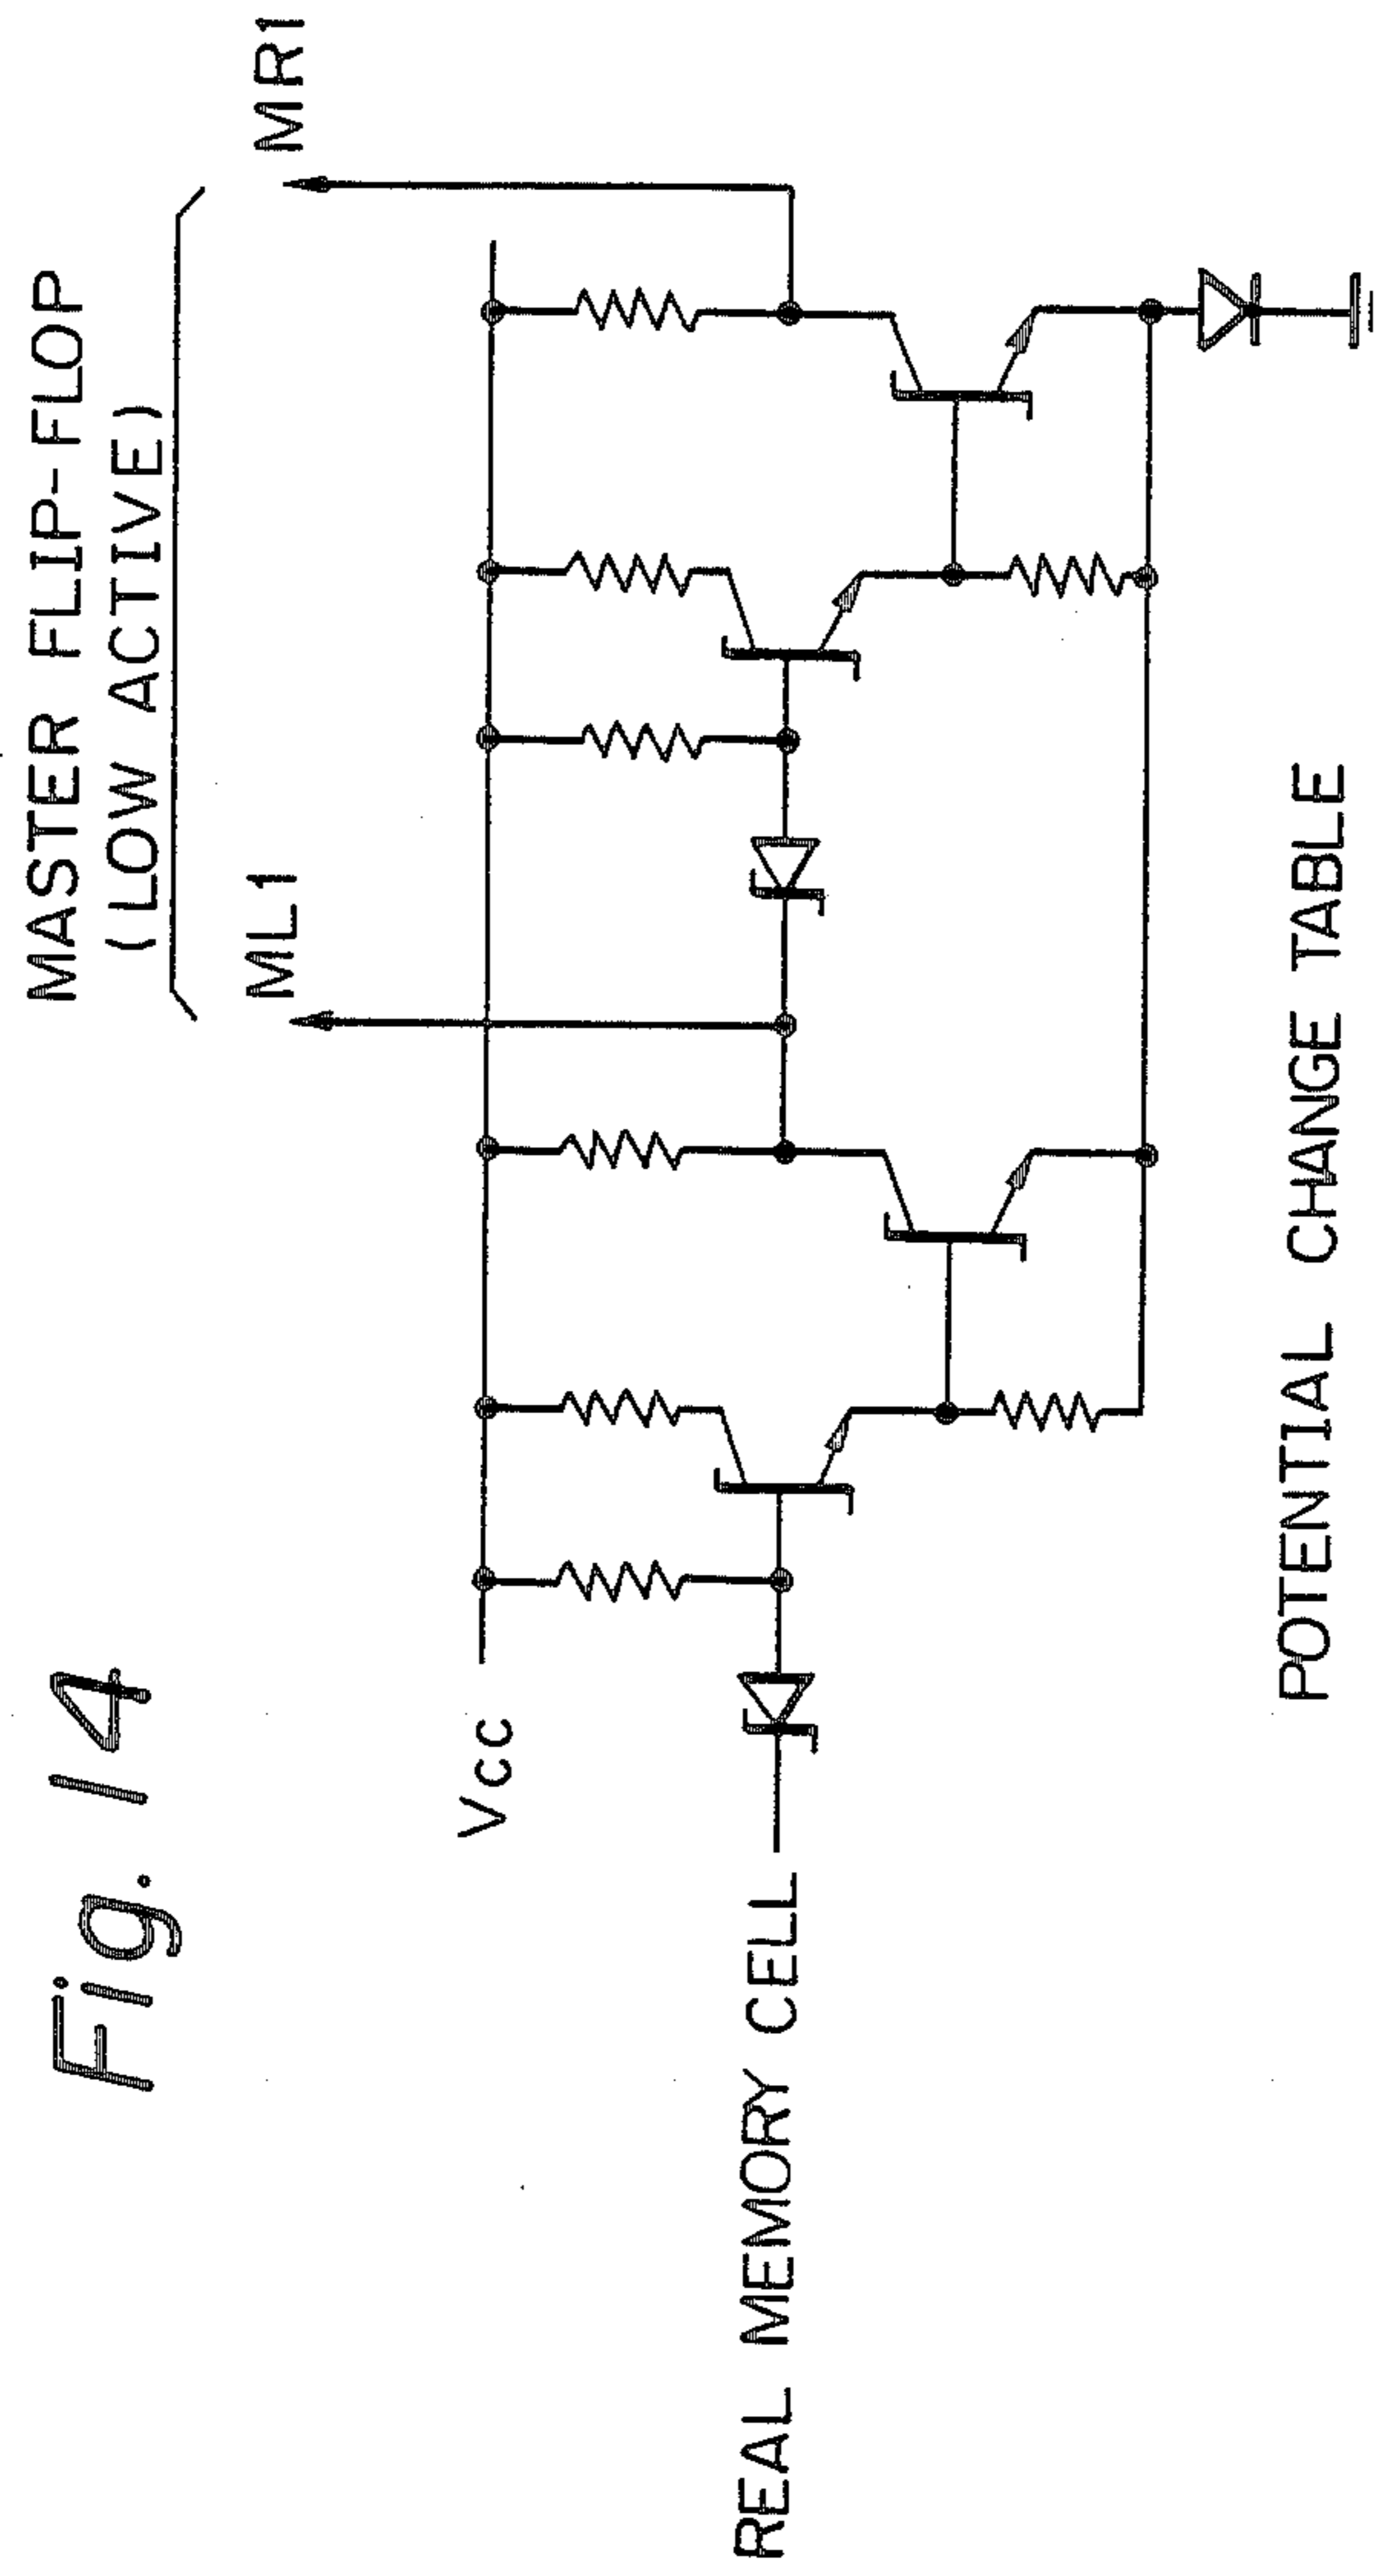 Fig. 14
MASTER FLIP-FLOP
(LOW ACTIVE)
ML1
MR1
Vcc
REAL MEMORY CELL
POTENTIAL CHANGE TABLE